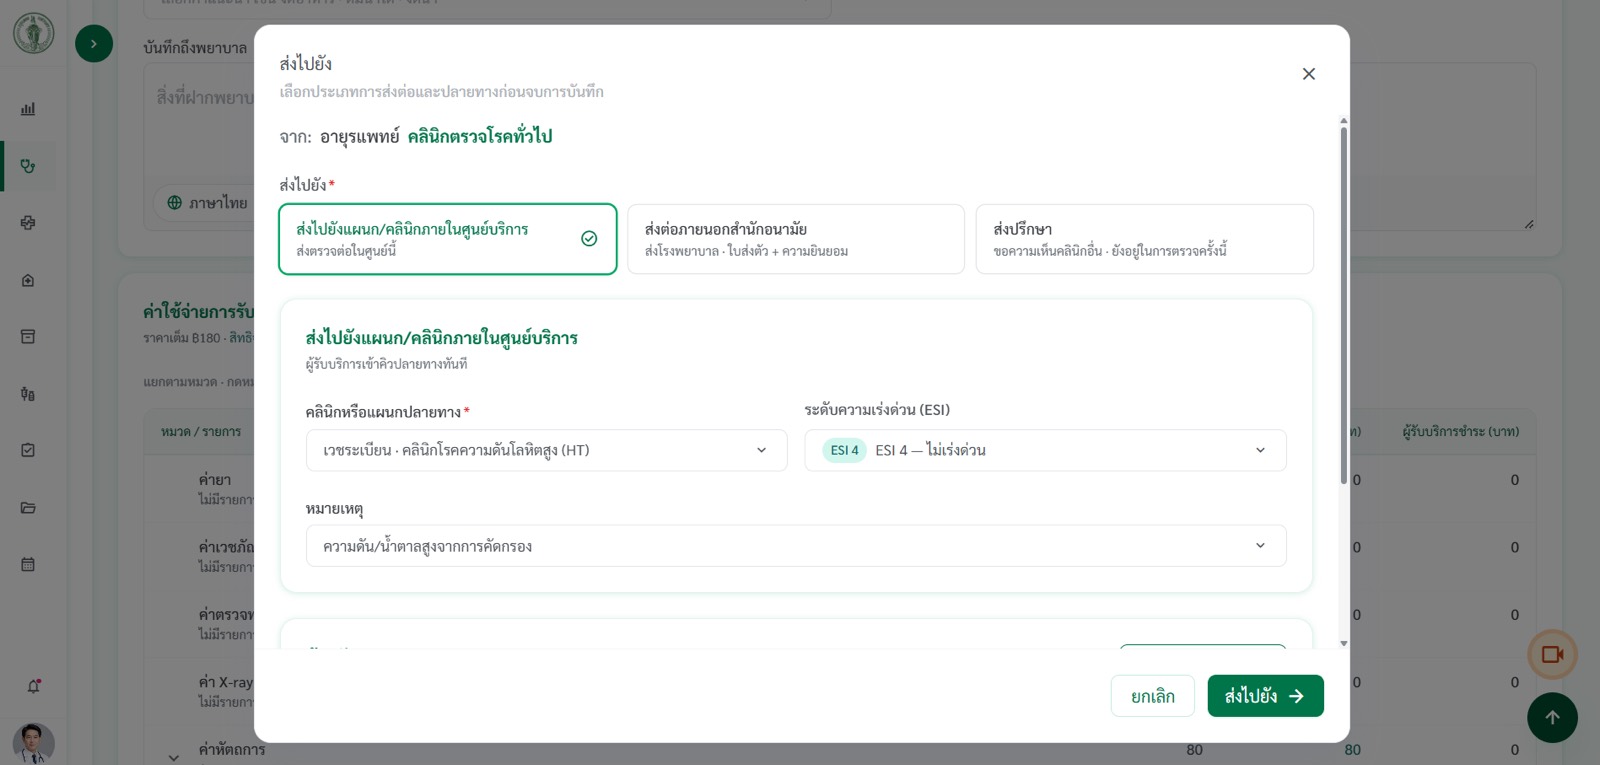 บันทึกถึงพยาบาล
ภาษาไทย
ค่าใช้จ่ายการรับ
ราคาเต็ม ฿180 ·
แยกตามหมวด ·
หมวด / รายการ
ผู้รับบริการชำระ (บาท)
ค่ายา
0
0
0
0
ค่า X-ray
0
0
ค่าหัตถการ
80
80
0
ส่งไปยัง
เลือกประเภทการส่งต่อและปลายทางก่อนจบการบันทึก
จาก: อายุรแพทย์ คลินิกตรวจโรคทั่วไป
ส่งไปยัง*
ส่งไปยังแผนก/คลินิกภายในศูนย์บริการ
ส่งตรวจต่อในศูนย์นี้
ส่งต่อภายนอกสำนักอนามัย
ส่งโรงพยาบาล · ใบส่งตัว + ความยินยอม
ส่งปรึกษา
ขอความเห็นคลินิกอื่น · ยังอยู่ในการตรวจครั้งนี้
ส่งไปยังแผนก/คลินิกภายในศูนย์บริการ
ผู้รับบริการเข้าคิวปลายทางทันที
คลินิกหรือแผนกปลายทาง*
ระดับความเร่งด่วน (ESI)
เวชระเบียน · คลินิกโรคความดันโลหิตสูง (HT)
ESI 4 ESI 4 — ไม่เร่งด่วน
หมายเหตุ
ความดัน/น้ำตาลสูงจากการคัดกรอง
ยกเลิก
ส่งไปยัง